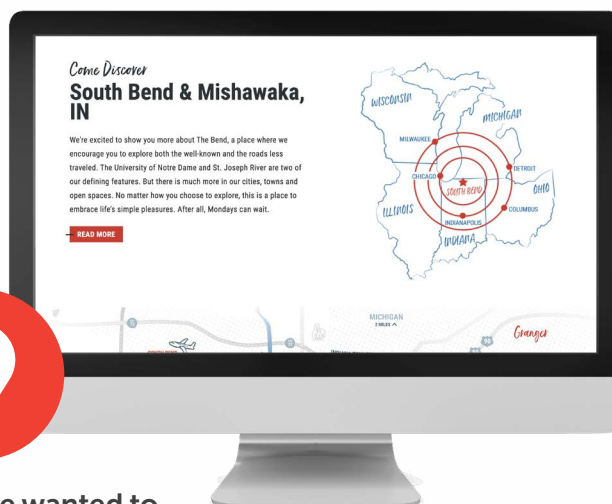 Come Discover
South Bend & Mishawaka,
IN
We're excited to show you more about The Bend, a place where we
encourage you to explore both the well-known and the roads less
traveled. The University of Notre Dame and St. Joseph River are two of
our defining features. But there is much more in our cities, towns and
open spaces. No matter how you choose to explore, this is a place to
embrace life's simple pleasures. After all, Mondays can wait.
READ MORE
WISCONSIN
MICHIGAN
MILWAUKEE
CHICAGO
DETROIT
SOUTH BEND
OHIO
ILLINOIS
COLUMBUS
INDIANAPOLIS
INDIANA
MICHIGAN
2 MILES
Granger
e wanted to